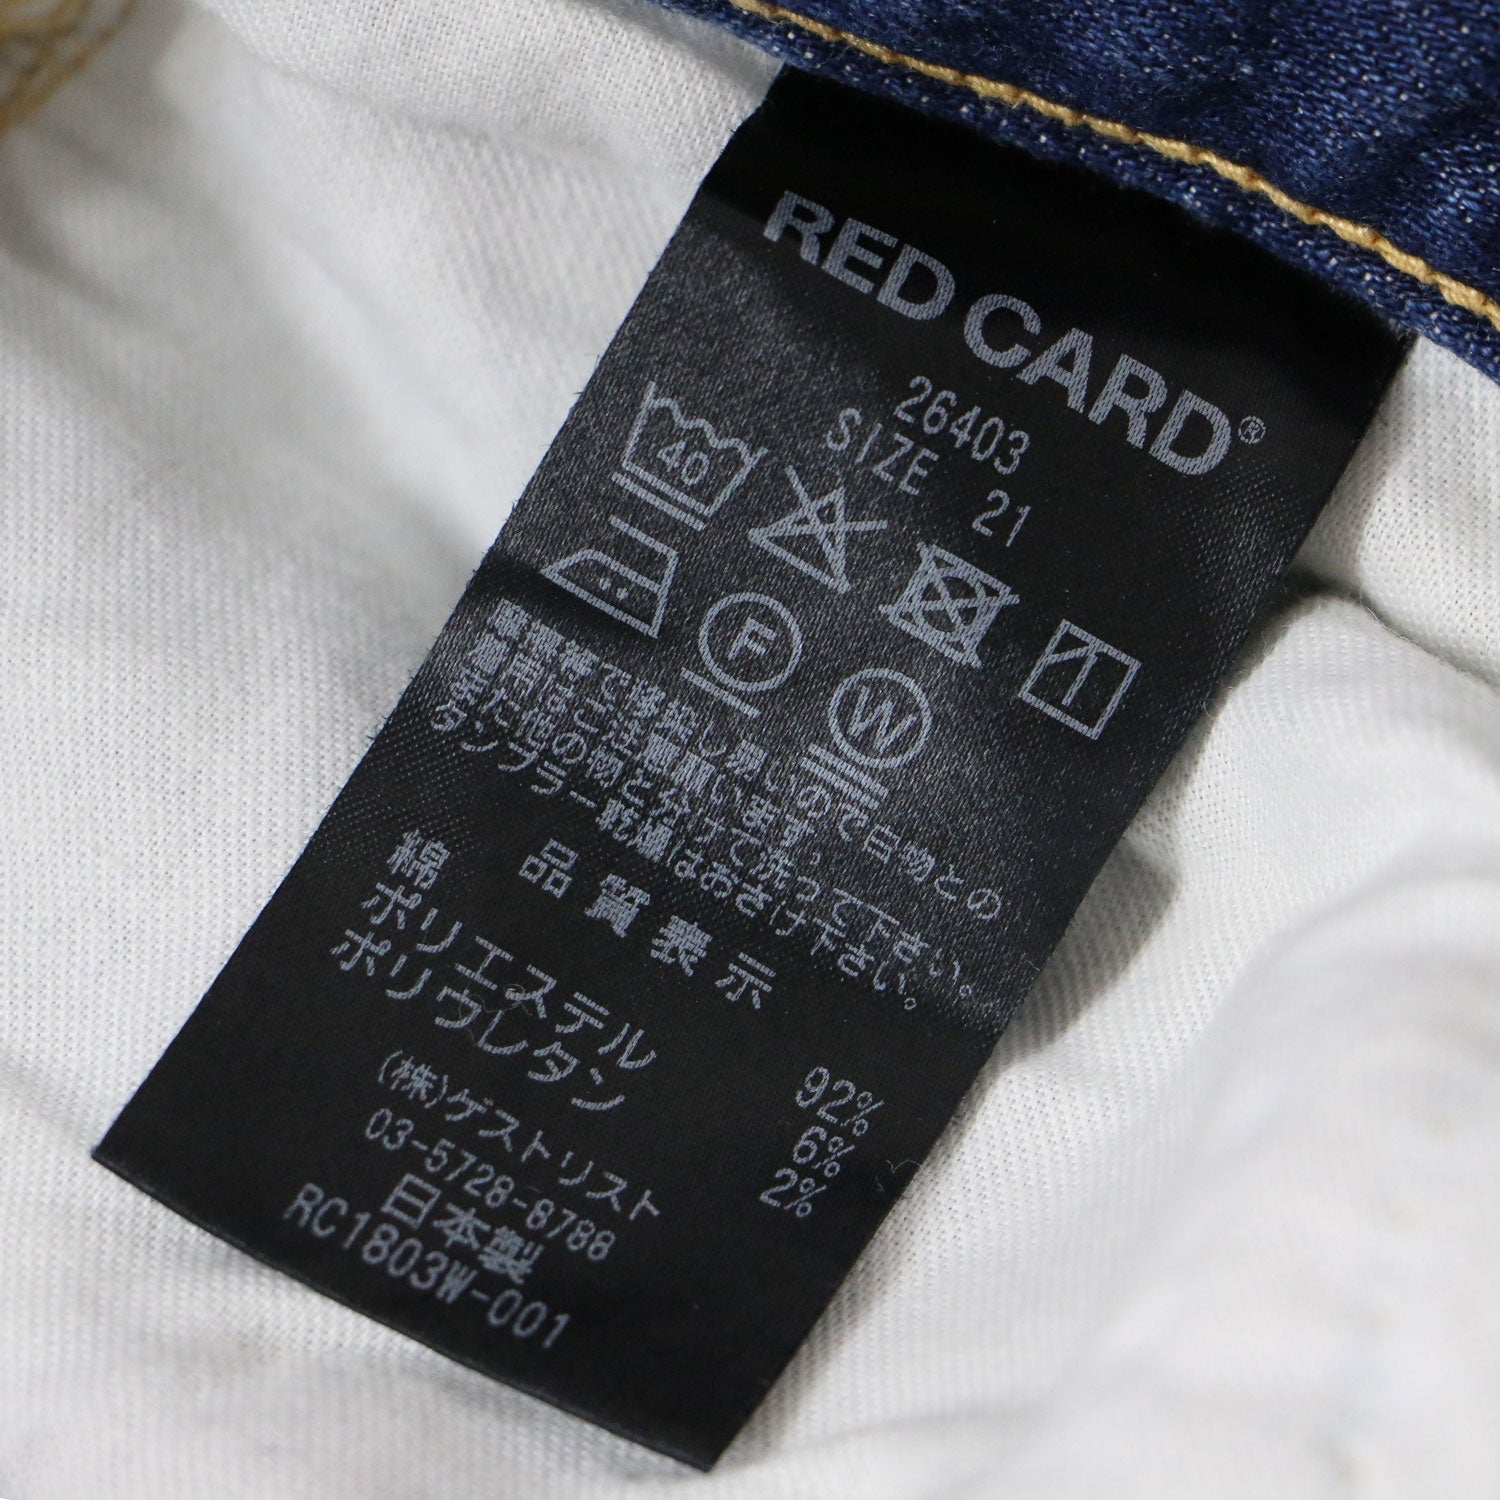 RED CARD®
26403
SIZE 21
40
F
W
摩擦等で移染し易いので白物との
着用はご注意願います。
また他の物と分けて洗って下さい。
タンブラー乾燥はおさけ下さい。
品質表示
綿 92%
ポリエステル 6%
ポリウレタン 2%
(株)ゲストリスト
03-5728-8788
日本製
RC1803W-001